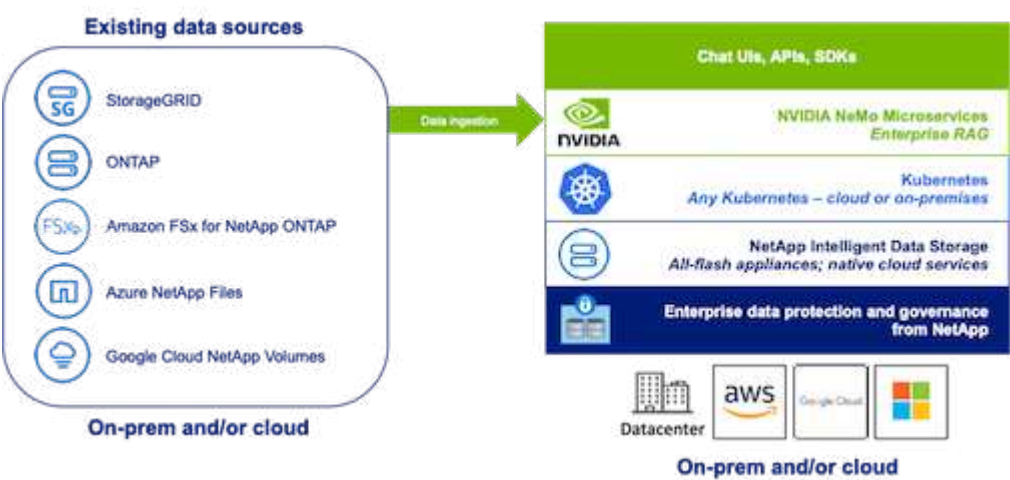 Existing data sources
SG
StorageGRID
ONTAP
FSx
Amazon FSx for NetApp ONTAP
Azure NetApp Files
Google Cloud NetApp Volumes
On-prem and/or cloud
Data ingestion
Chat UIs, APIs, SDKs
NVIDIA
NVIDIA NeMo Microservices
Enterprise RAG
Kubernetes
Any Kubernetes – cloud or on-premises
NetApp Intelligent Data Storage
All-flash appliances; native cloud services
Enterprise data protection and governance
from NetApp
Datacenter
aws
Google Cloud
On-prem and/or cloud